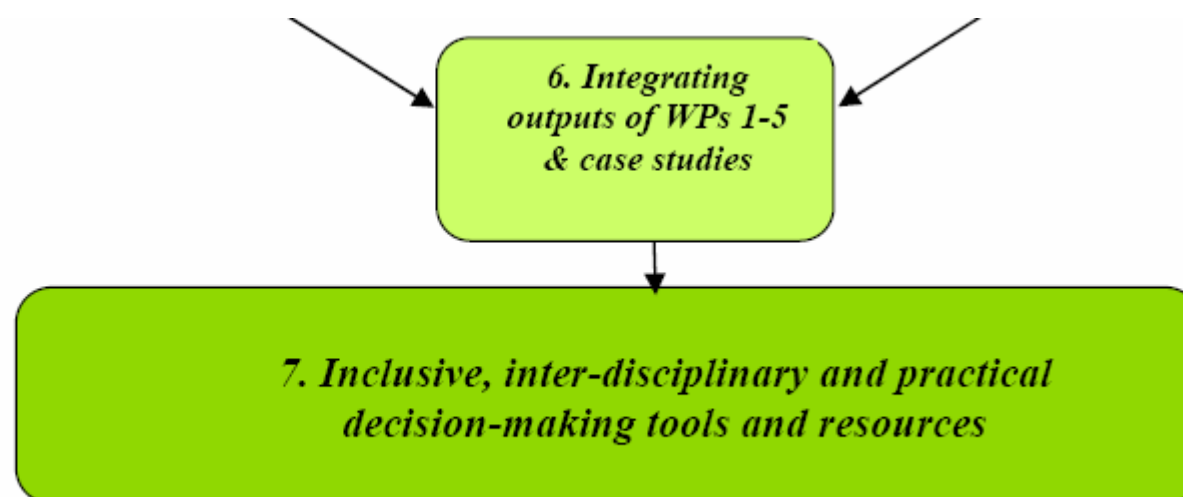 6. Integrating
outputs of WPs 1-5
& case studies
7. Inclusive, inter-disciplinary and practical
decision-making tools and resources